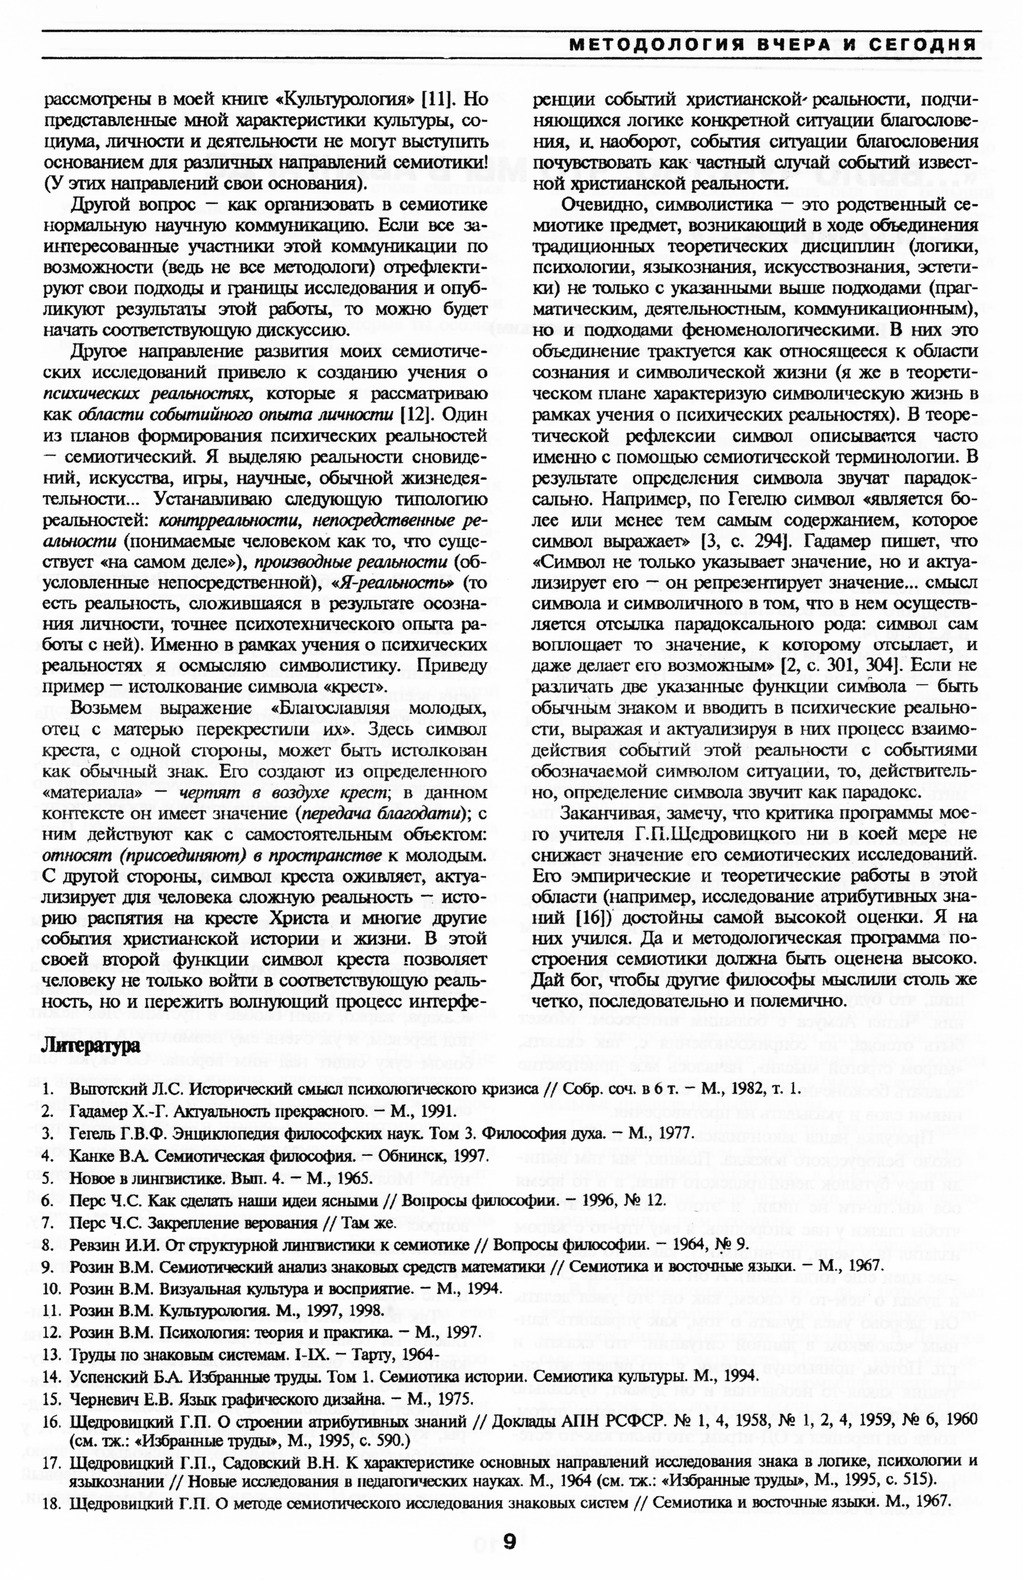 МЕТОДОЛОГИЯ ВЧЕРА И СЕГОДНЯ
рассмотрены в моей книге «Культурология» [11]. Но
представленные мной характеристики культуры, со-
циума, личности и деятельности не могут выступить
основанием для различных направлений семиотики!
(У этих направлений свои основания).
Другой вопрос — как организовать в семиотике
нормальную научную коммуникацию. Если все за-
интересованные участники этой коммуникации по
возможности (ведь не все методологи) отрефлекти-
руют свои подходы и границы исследования и опуб-
ликуют результаты этой работы, то можно будет
начать соответствующую дискуссию.
Другое направление развития моих семиотиче-
ских исследований привело к созданию учения о
психических реальностях, которые я рассматриваю
как области событийного опыта личности [12]. Один
из планов формирования психических реальностей
— семиотический. Я выделяю реальности сновиде-
ний, искусства, игры, научные, обычной жизнедея-
тельности... Устанавливаю следующую типологию
реальностей: контрреальности, непосредственные ре-
альности (понимаемые человеком как то, что суще-
ствует «на самом деле»), производные реальности (об-
условленные непосредственной), «Я-реальность» (то
есть реальность, сложившаяся в результате осозна-
ния личности, точнее психотехнического опыта ра-
боты с ней). Именно в рамках учения о психических
реальностях я осмысляю символистику. Приведу
пример — истолкование символа «крест».
Возьмем выражение «Благославляя молодых,
отец с матерью перекрестили их». Здесь символ
креста, с одной стороны, может быть истолкован
как обычный знак. Его создают из определенного
«материала» — чертят в воздухе крест; в данном
контексте он имеет значение (передача благодати); с
ним действуют как с самостоятельным объектом:
относят (присоединяют) в пространстве к молодым.
С другой стороны, символ креста оживляет, актуа-
лизирует для человека сложную реальность — исто-
рию распятия на кресте Христа и многие другие
события христианской истории и жизни. В этой
своей второй функции символ креста позволяет
человеку не только войти в соответствующую реаль-
ность, но и пережить волнующий процесс интерфе-
ренции событий христианской реальности, подчи-
няющихся логике конкретной ситуации благослове-
ния, и, наоборот, события ситуации благословения
почувствовать как частный случай событий извест-
ной христианской реальности.
Очевидно, символистика — это родственный се-
миотике предмет, возникающий в ходе объединения
традиционных теоретических дисциплин (логики,
психологии, языкознания, искусствознания, эстети-
ки) не только с указанными выше подходами (праг-
матическим, деятельностным, коммуникационным),
но и подходами феноменологическими. В них это
объединение трактуется как относящееся к области
сознания и символической жизни (я же в теорети-
ческом плане характеризую символическую жизнь в
рамках учения о психических реальностях). В теоре-
тической рефлексии символ описывается часто
именно с помощью семиотической терминологии. В
результате определения символа звучат парадок-
сально. Например, по Гегелю символ «является бо-
лее или менее тем самым содержанием, которое
символ выражает» [3, с. 294]. Гадамер пишет, что
«Символ не только указывает значение, но и актуа-
лизирует его — он репрезентирует значение... смысл
символа и символичного в том, что в нем осуществ-
ляется отсылка парадоксального рода: символ сам
воплощает то значение, к которому отсылает, и
даже делает его возможным» [2, с. 301, 304]. Если не
различать две указанные функции символа — быть
обычным знаком и вводить в психические реально-
сти, выражая и актуализируя в них процесс взаимо-
действия событий этой реальности с событиями
обозначаемой символом ситуации, то, действитель-
но, определение символа звучит как парадокс.
Заканчивая, замечу, что критика программы мое-
го учителя Г.П.Щедровицкого ни в коей мере не
снижает значение его семиотических исследований.
Его эмпирические и теоретические работы в этой
области (например, исследование атрибутивных зна-
ний [16]) достойны самой высокой оценки. Я на
них учился. Да и методологическая программа по-
строения семиотики должна быть оценена высоко.
Дай бог, чтобы другие философы мыслили столь же
четко, последовательно и полемично.
Литература
1. Выготский Л.С. Исторический смысл психологического кризиса // Собр. соч. в 6 т. — М., 1982, т. 1.
2. Гадамер Х.-Г. Актуальность прекрасного. — М., 1991.
3. Гегель Г.В.Ф. Энциклопедия философских наук. Том 3. Философия духа. — М., 1977.
4. Канке В.А. Семиотическая философия. — Обнинск, 1997.
5. Новое в лингвистике. Вып. 4. — М., 1965.
6. Перс Ч.С. Как сделать наши идеи ясными // Вопросы философии. — 1996, № 12.
7. Перс Ч.С. Закрепление верования // Там же.
8. Ревзин И.И. От структурной лингвистики к семиотике // Вопросы философии. — 1964, № 9.
9. Розин В.М. Семиотический анализ знаковых средств математики // Семиотика и восточные языки. — М., 1967.
10. Розин В.М. Визуальная культура и восприятие. — М., 1994.
11. Розин В.М. Культурология. М., 1997, 1998.
12. Розин В.М. Психология: теория и практика. — М., 1997.
13. Труды по знаковым системам. I-IX. — Тарту, 1964-
14. Успенский Б.А. Избранные труды. Том 1. Семиотика истории. Семиотика культуры. М., 1994.
15. Черневич Е.В. Язык графического дизайна. — М., 1975.
16. Щедровицкий Г.П. О строении атрибутивных знаний // Доклады АПН РСФСР. № 1, 4, 1958, № 1, 2, 4, 1959, № 6, 1960
(см. тж.: «Избранные труды», М., 1995, с. 590.)
17. Щедровицкий Г.П., Садовский В.Н. К характеристике основных направлений исследования знака в логике, психологии и
языкознании // Новые исследования в педагогических науках. М., 1964 (см. тж.: «Избранные труды», М., 1995, с. 515).
18. Щедровицкий Г.П. О методе семиотического исследования знаковых систем // Семиотика и восточные языки. М., 1967.
9